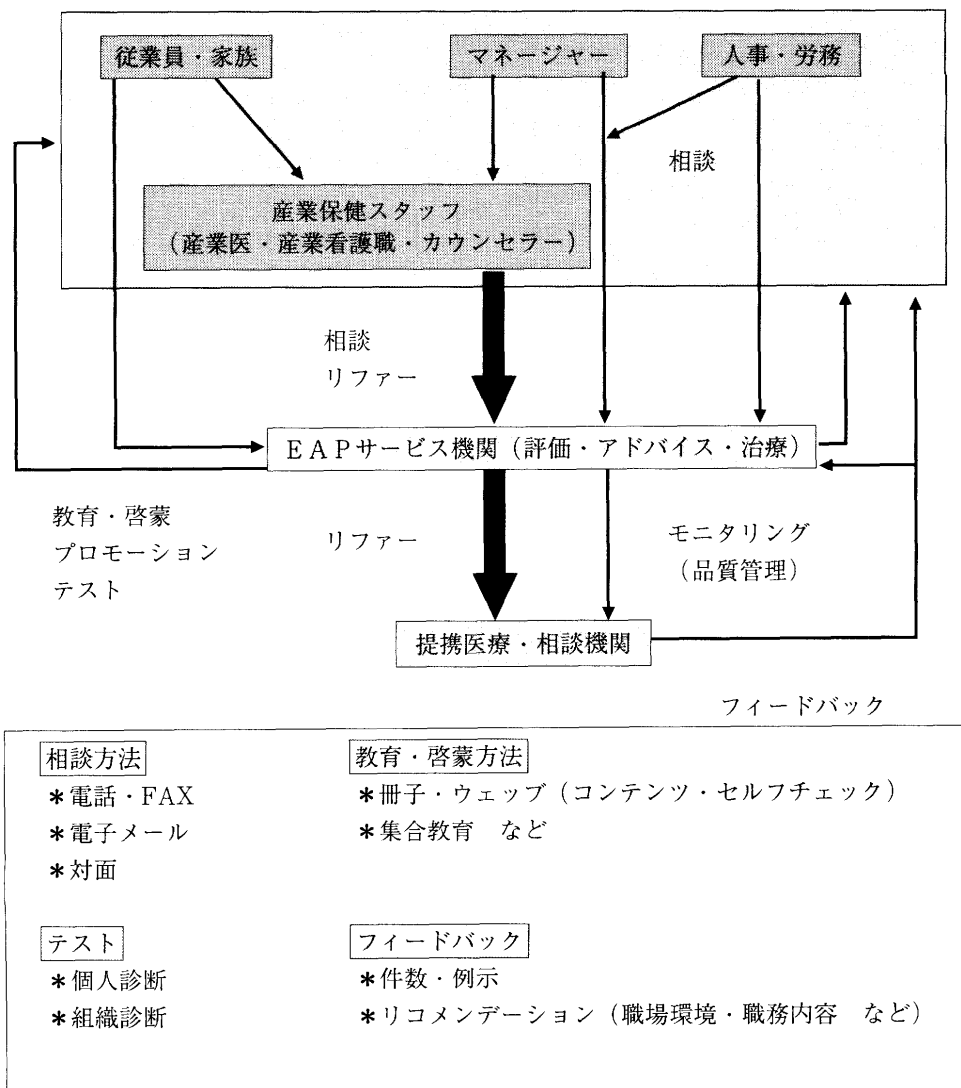 従業員・家族
マネージャー
人事・労務
相談
産業保健スタッフ
（産業医・産業看護職・カウンセラー）
相談
リファー
EAPサービス機関（評価・アドバイス・治療）
教育・啓蒙
プロモーション
テスト
リファー
モニタリング
（品質管理）
提携医療・相談機関
フィードバック
相談方法
＊電話・FAX
＊電子メール
＊対面
教育・啓蒙方法
＊冊子・ウェッブ（コンテンツ・セルフチェック）
＊集合教育　など
テスト
＊個人診断
＊組織診断
フィードバック
＊件数・例示
＊リコメンデーション（職場環境・職務内容　など）